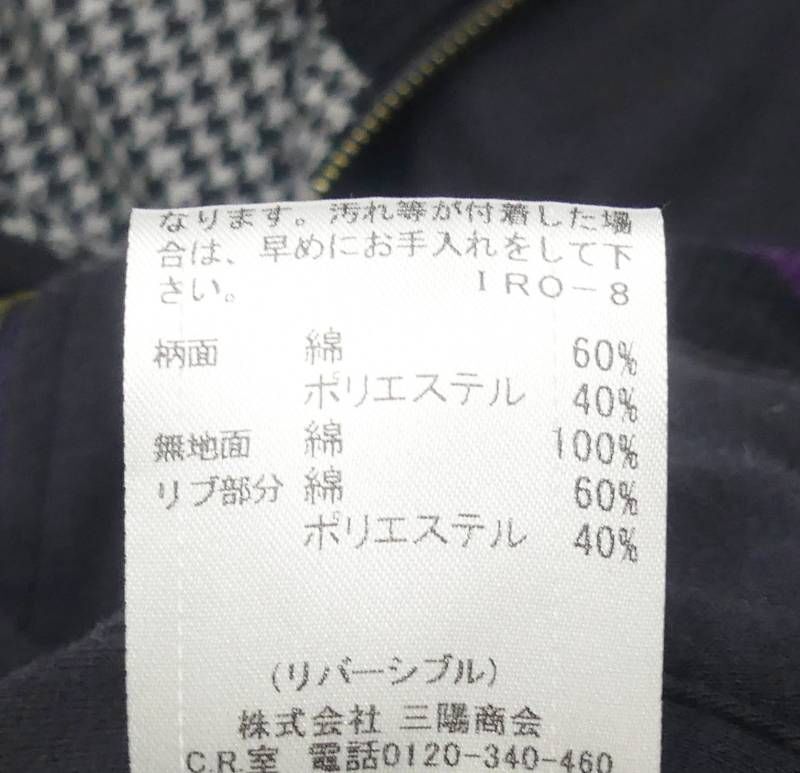 なります。汚れ等が付着した場
合は、早めにお手入れをして下
さい。 IRO-8
柄面 綿 60%
ポリエステル 40%
無地面 綿 100%
リブ部分 綿 60%
ポリエステル 40%
(リバーシブル)
株式会社 三陽商会
C.R.室 電話0120-340-460